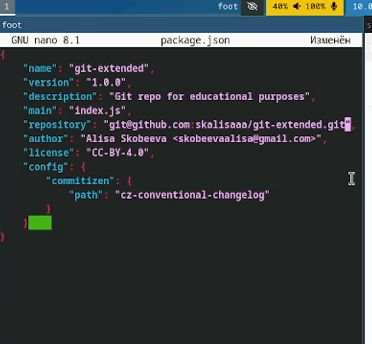 1 foot 40% 100% 10.0
foot
GNU nano 8.1 package.json Изменён
{
"name": "git-extended",
"version": "1.0.0",
"description": "Git repo for educational purposes",
"main": "index.js",
"repository": "git@github.com:skalisaaa/git-extended.git",
"author": "Alisa Skobeeva <skobeevaalisa@gmail.com>",
"license": "CC-BY-4.0",
"config": {
"commitizen": {
"path": "cz-conventional-changelog"
}
}
}